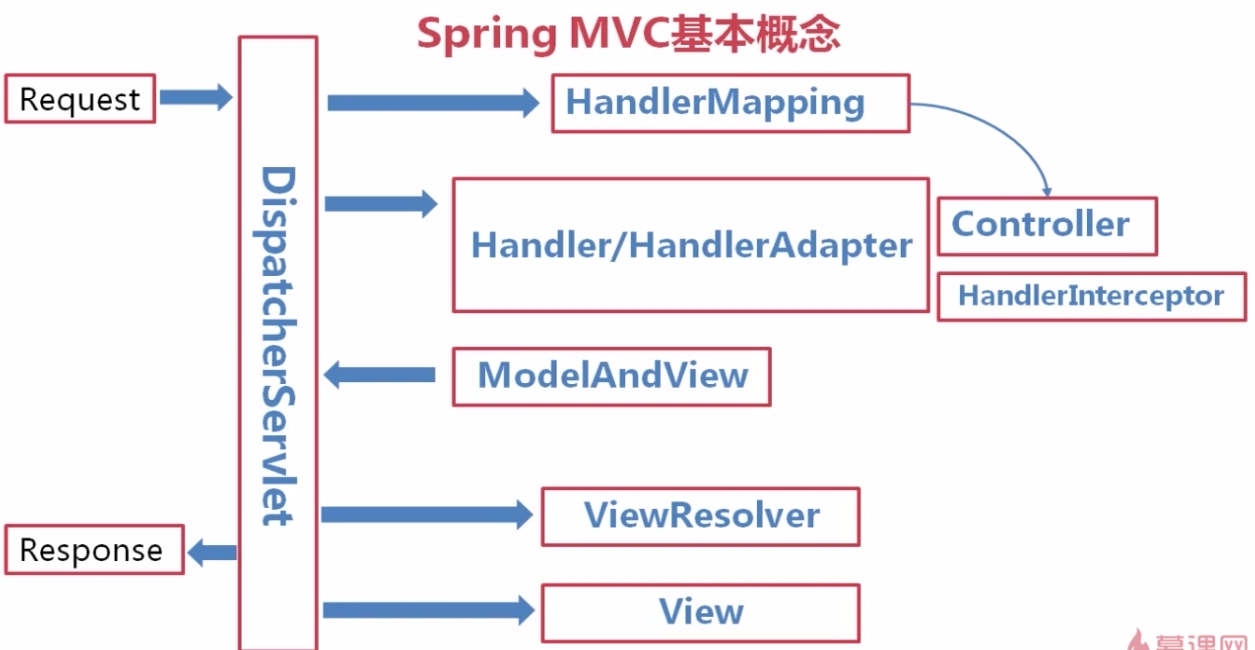 Spring MVC基本概念
Request
HandlerMapping
DispatcherServlet
Controller
Handler/HandlerAdapter
HandlerInterceptor
ModelAndView
ViewResolver
Response
View
慕课网